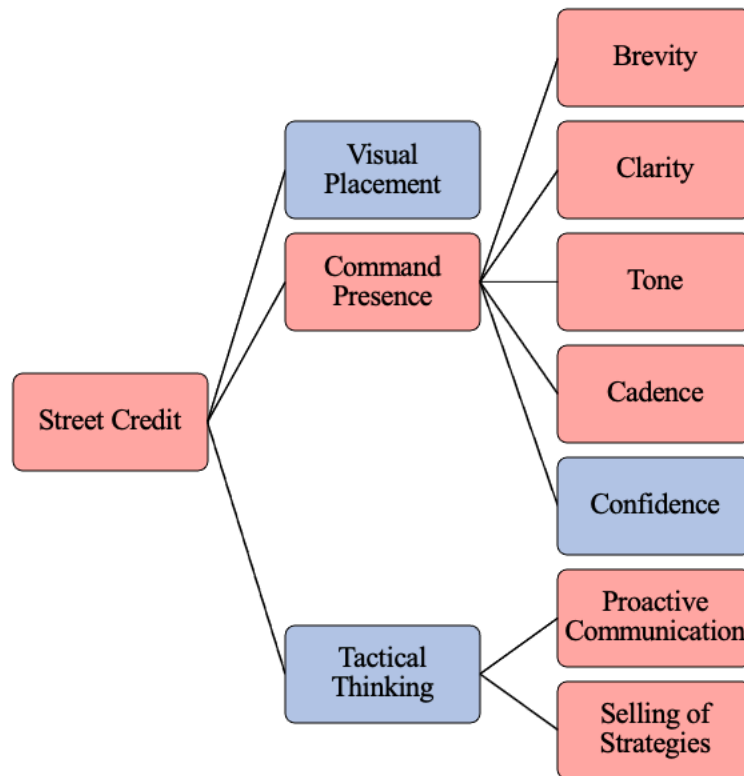 Brevity
Visual
Placement
Clarity
Command
Presence
Tone
Street Credit
Cadence
Confidence
Tactical
Thinking
Proactive
Communication
Selling of
Strategies